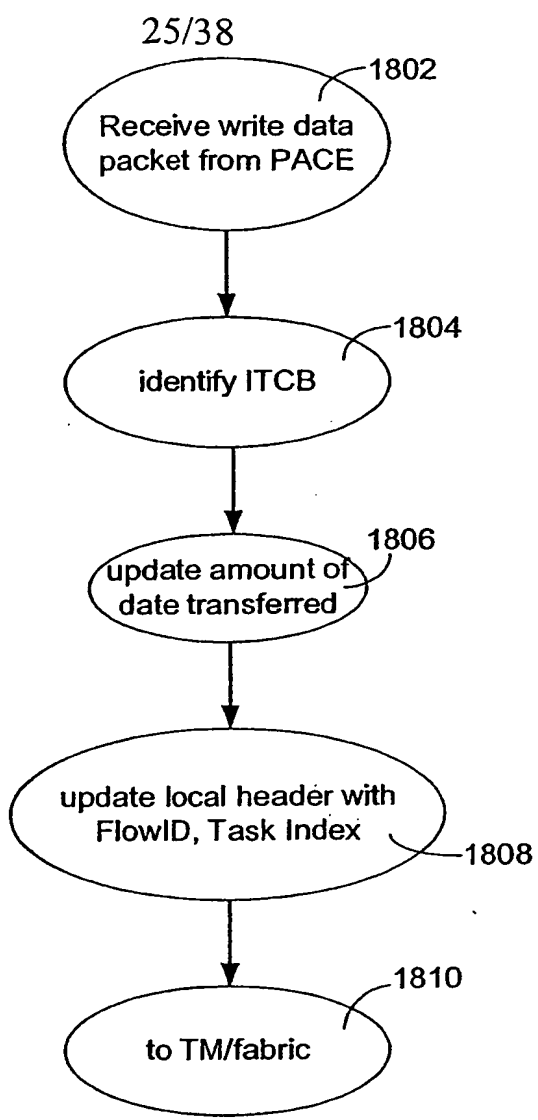 25/38
1802
Receive write data
packet from PACE
1804
identify ITCB
1806
update amount of
date transferred
update local header with
FlowID, Task Index
1808
1810
to TM/fabric